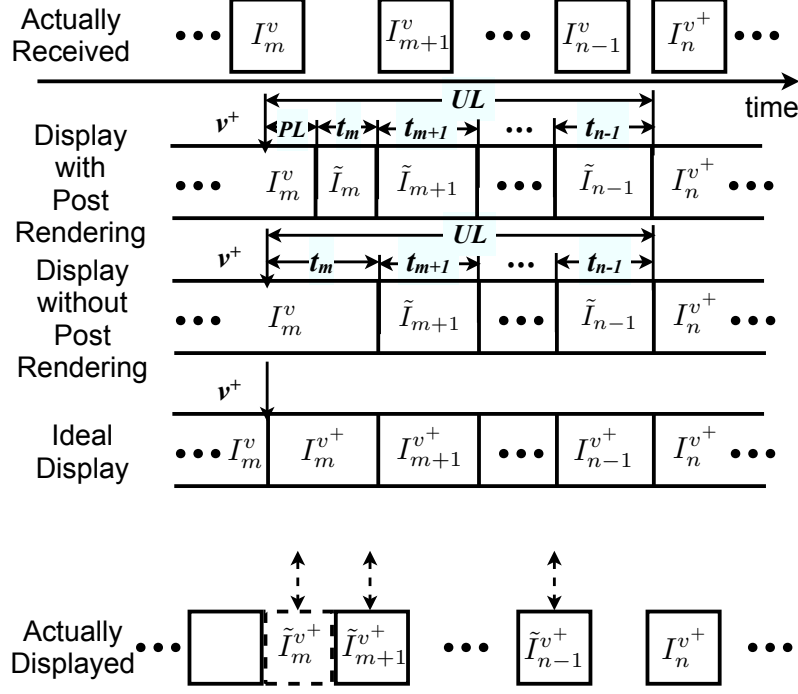 Actually Received ••• I_m^v I_{m+1}^v ••• I_{n-1}^v I_n^{v^+} •••
time
UL
v^+ PL t_m t_{m+1} ... t_{n-1}
Display with Post Rendering ••• I_m^v Ĩ_m Ĩ_{m+1} ••• Ĩ_{n-1} I_n^{v^+} •••
UL
v^+ t_m t_{m+1} ... t_{n-1}
Display without Post Rendering ••• I_m^v Ĩ_{m+1} ••• Ĩ_{n-1} I_n^{v^+} •••
v^+
Ideal Display ••• I_m^v I_m^{v^+} I_{m+1}^{v^+} ••• I_{n-1}^{v^+} I_n^{v^+} •••
Actually Displayed ••• Ĩ_m^{v^+} Ĩ_{m+1}^{v^+} ••• Ĩ_{n-1}^{v^+} I_n^{v^+} •••